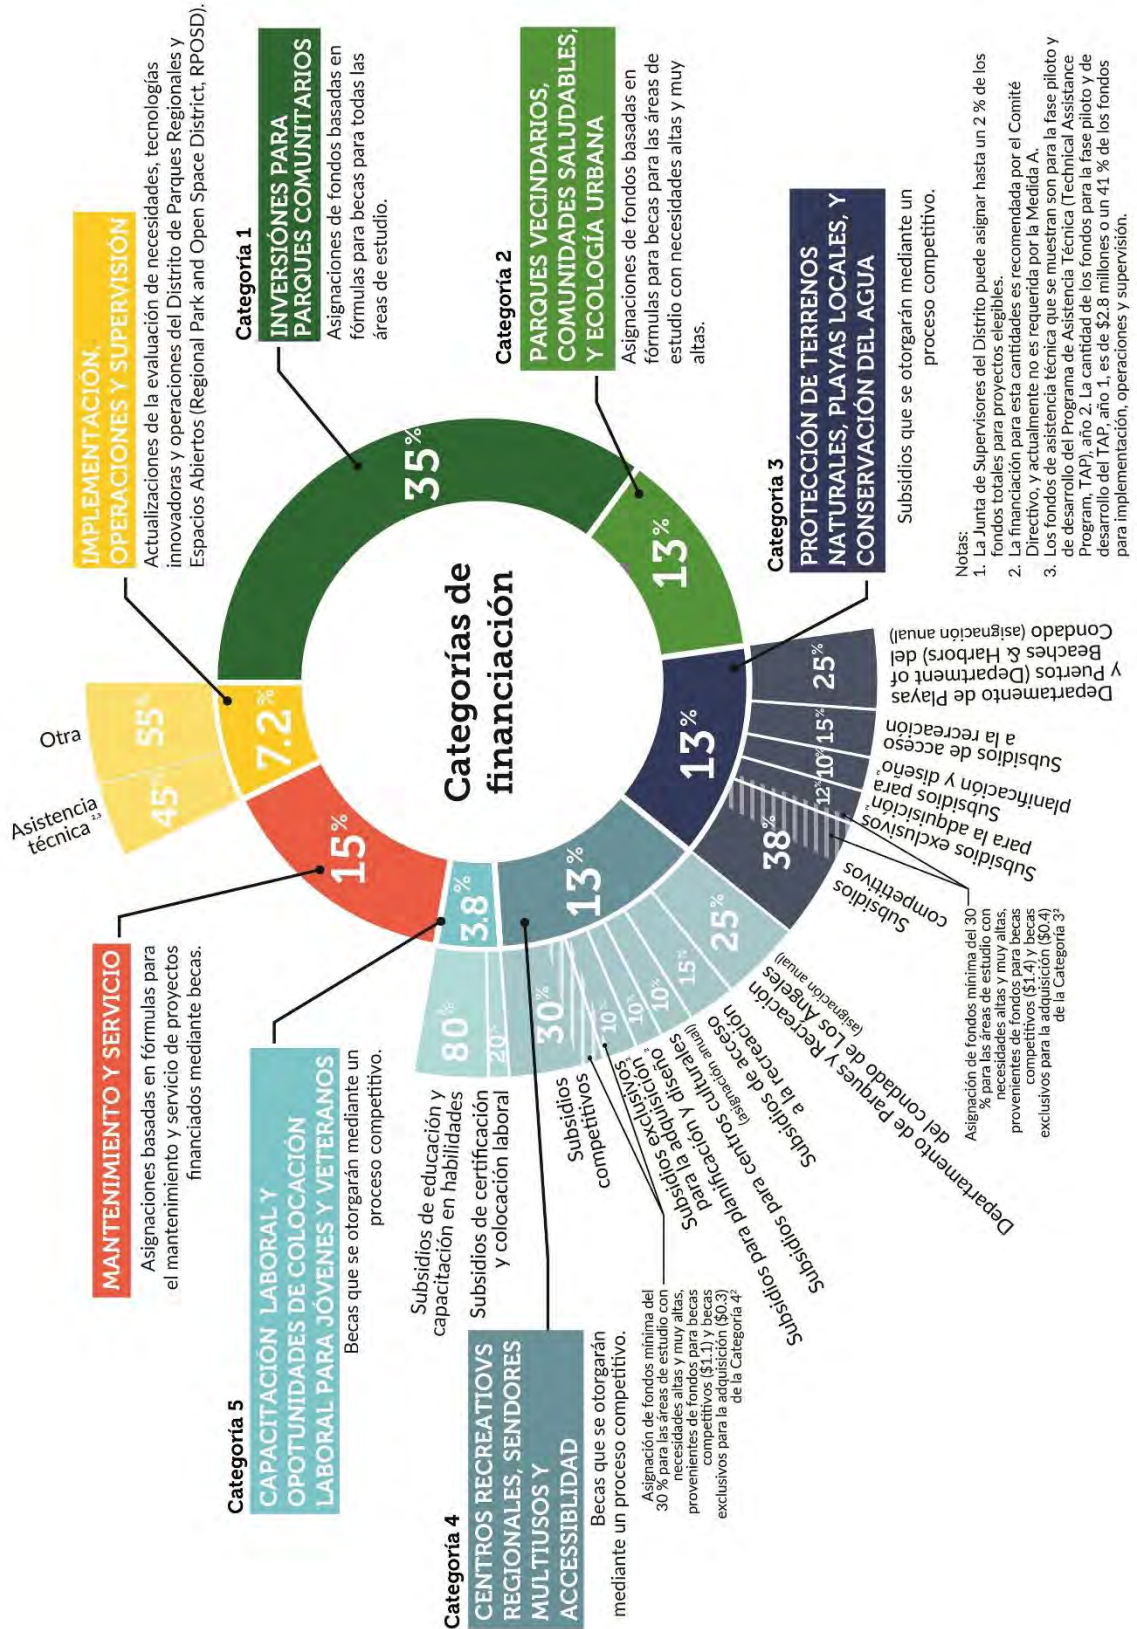 Categorías de
financiación
IMPLEMENTACIÓN,
OPERACIONES Y SUPERVISIÓN
Actualizaciones de la evaluación de necesidades, tecnologías
innovadoras y operaciones del Distrito de Parques Regionales y
Espacios Abiertos (Regional Park and Open Space District, RPOSD).
7.2%
Asistencia
técnica 2,3
45%
Otra
55%
Categoría 1
INVERSIÓNES PARA
PARQUES COMUNITARIOS
Asignaciones de fondos basadas en
fórmulas para becas para todas las
áreas de estudio.
35%
Categoría 2
PARQUES VECINDARIOS,
COMUNIDADES SALUDABLES,
Y ECOLOGÍA URBANA
Asignaciones de fondos basadas en
fórmulas para becas para las áreas de
estudio con necesidades altas y muy
altas.
13%
Categoría 3
PROTECCIÓN DE TERRENOS
NATURALES, PLAYAS LOCALES, Y
CONSERVACIÓN DEL AGUA
Subsidios que se otorgarán mediante un
proceso competitivo.
13%
25%
Departamento de Playas
y Puertos (Department of
Beaches & Harbors) del
Condado (asignación anual)
15%
Subsidios de acceso
a la recreación
10%
Subsidios para
planificación y diseño2
12%
Subsidios exclusivos
para la adquisición2
38%
Subsidios
competitivos
Asignación de fondos mínima del 30
% para las áreas de estudio con
necesidades altas y muy altas,
provenientes de fondos para becas
competitivos ($1.4) y becas
exclusivos para la adquisición ($0.4)
de la Categoría 3²
Categoría 4
CENTROS RECREATIOVS
REGIONALES, SENDORES
MULTIUSOS Y
ACCESSIBLIDAD
Becas que se otorgarán
mediante un proceso competitivo.
13%
30%
Subsidios
competitivos
10%
Subsidios exclusivos
para la adquisición2
10%
Subsidios para planificación y diseño2
10%
Subsidios para centros culturales
(asignación anual)
15%
Subsidios de acceso
a la recreación
25%
Departamento de Parques y Recreación
del condado de Los Ángeles
(asignación anual)
Asignación de fondos mínima del
30 % para las áreas de estudio con
necesidades altas y muy altas,
provenientes de fondos para becas
competitivos ($1.1) y becas
exclusivos para la adquisición ($0.3)
de la Categoría 4²
Categoría 5
CAPACITACIÓN LABORAL Y
OPOTUNIDADES DE COLOCACIÓN
LABORAL PARA JÓVENES Y VETERANOS
Becas que se otorgarán mediante un
proceso competitivo.
3.8%
80%
Subsidios de educación y
capacitación en habilidades
20%
Subsidios de certificación
y colocación laboral
MANTENIMIENTO Y SERVICIO
Asignaciones basadas en fórmulas para
el mantenimiento y servicio de proyectos
financiados mediante becas.
15%
Notas:
1. La Junta de Supervisores del Distrito puede asignar hasta un 2 % de los
fondos totales para proyectos elegibles.
2. La financiación para esta cantidades es recomendada por el Comité
Directivo, y actualmente no es requerida por la Medida A.
3. Los fondos de asistencia técnica que se muestran son para la fase piloto y
de desarrollo del Programa de Asistencia Técnica (Technical Assistance
Program, TAP), año 2. La cantidad de los fondos para la fase piloto y de
desarrollo del TAP, año 1, es de $2.8 millones o un 41 % de los fondos
para implementación, operaciones y supervisión.